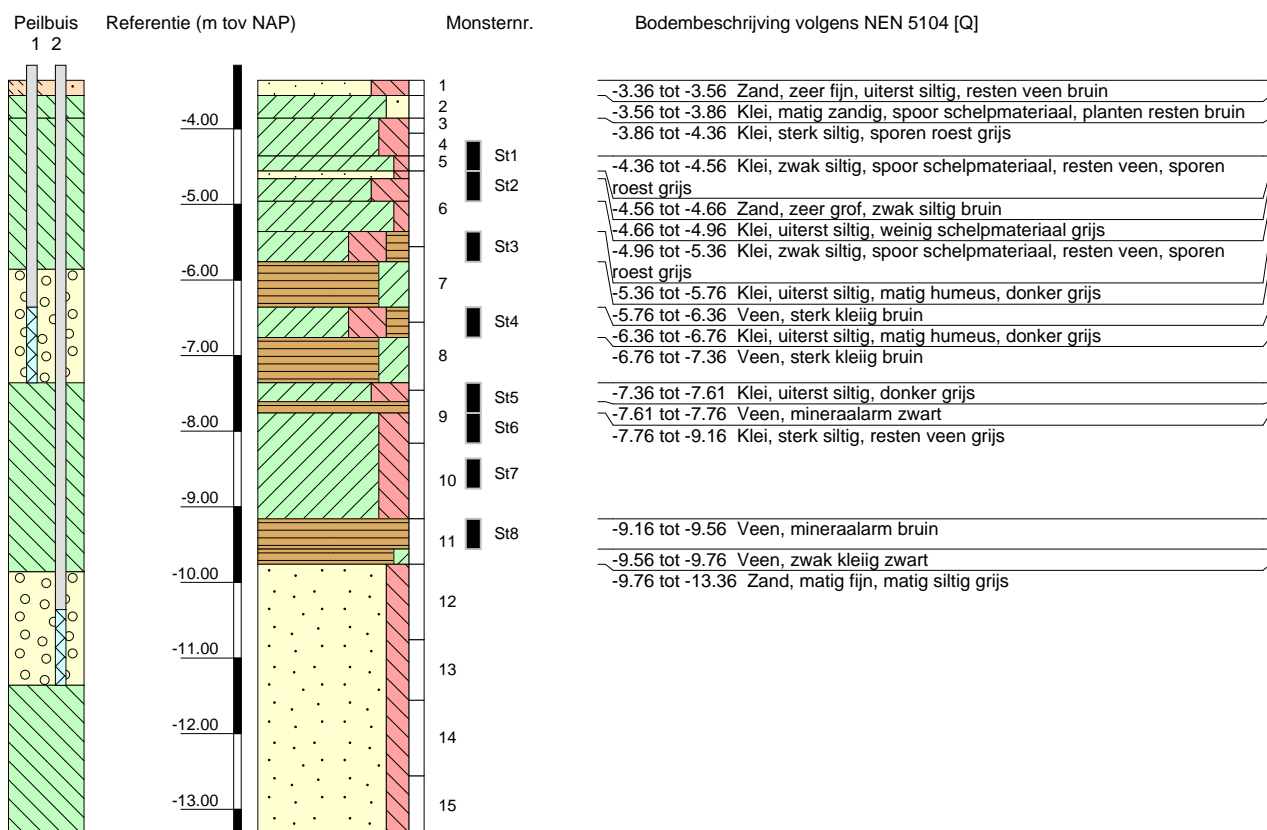 Peilbuis
1 2
Referentie (m tov NAP)
Monsternr.
Bodembeschrijving volgens NEN 5104 [Q]
-4.00
-5.00
-6.00
-7.00
-8.00
-9.00
-10.00
-11.00
-12.00
-13.00
1
2
3
4
5
6
7
8
9
10
11
12
13
14
15
St1
St2
St3
St4
St5
St6
St7
St8
-3.36 tot -3.56 Zand, zeer fijn, uiterst siltig, resten veen bruin
-3.56 tot -3.86 Klei, matig zandig, spoor schelpmateriaal, planten resten bruin
-3.86 tot -4.36 Klei, sterk siltig, sporen roest grijs
-4.36 tot -4.56 Klei, zwak siltig, spoor schelpmateriaal, resten veen, sporen
roest grijs
-4.56 tot -4.66 Zand, zeer grof, zwak siltig bruin
-4.66 tot -4.96 Klei, uiterst siltig, weinig schelpmateriaal grijs
-4.96 tot -5.36 Klei, zwak siltig, spoor schelpmateriaal, resten veen, sporen
roest grijs
-5.36 tot -5.76 Klei, uiterst siltig, matig humeus, donker grijs
-5.76 tot -6.36 Veen, sterk kleiig bruin
-6.36 tot -6.76 Klei, uiterst siltig, matig humeus, donker grijs
-6.76 tot -7.36 Veen, sterk kleiig bruin
-7.36 tot -7.61 Klei, uiterst siltig, donker grijs
-7.61 tot -7.76 Veen, mineraalarm zwart
-7.76 tot -9.16 Klei, sterk siltig, resten veen grijs
-9.16 tot -9.56 Veen, mineraalarm bruin
-9.56 tot -9.76 Veen, zwak kleiig zwart
-9.76 tot -13.36 Zand, matig fijn, matig siltig grijs